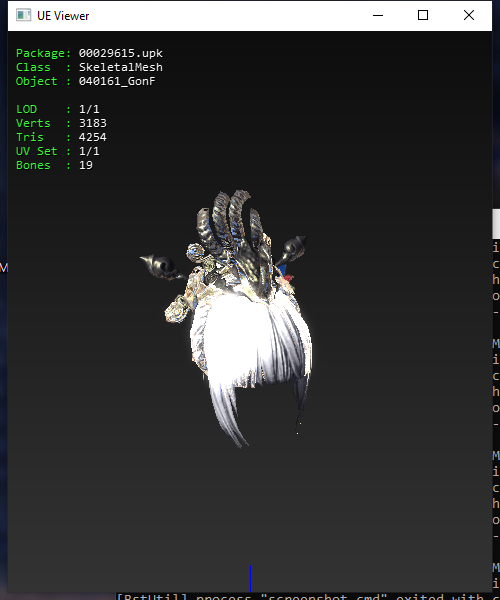 UE Viewer
Package: 00029615.upk
Class : SkeletalMesh
Object : 040161_GonF
LOD : 1/1
Verts : 3183
Tris : 4254
UV Set : 1/1
Bones : 19
M
i
c
h
o
-
M
i
c
h
o
-
M
i
c
h
o
-
M
i
[BstUtil] process "screenshot.cmd" exited with c